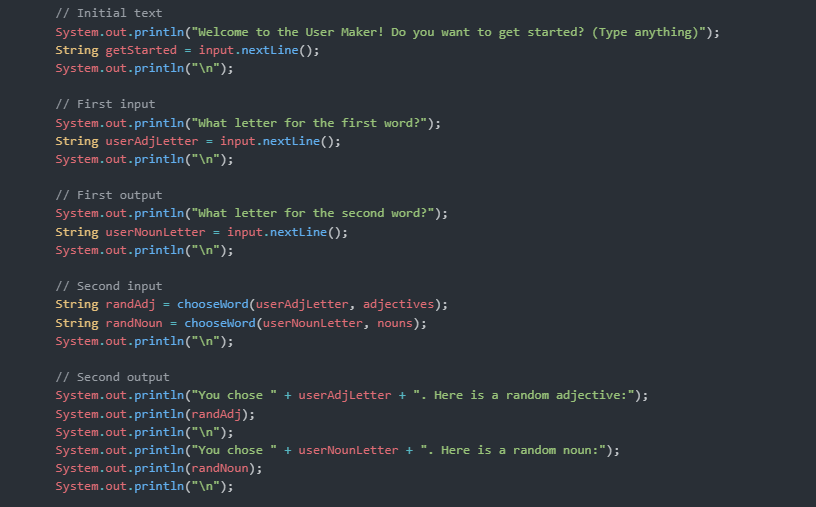 // Initial text
System.out.println("Welcome to the User Maker! Do you want to get started? (Type anything)");
String getStarted = input.nextLine();
System.out.println("\n");
// First input
System.out.println("What letter for the first word?");
String userAdjLetter = input.nextLine();
System.out.println("\n");
// First output
System.out.println("What letter for the second word?");
String userNounLetter = input.nextLine();
System.out.println("\n");
// Second input
String randAdj = chooseWord(userAdjLetter, adjectives);
String randNoun = chooseWord(userNounLetter, nouns);
System.out.println("\n");
// Second output
System.out.println("You chose " + userAdjLetter + ". Here is a random adjective:");
System.out.println(randAdj);
System.out.println("\n");
System.out.println("You chose " + userNounLetter + ". Here is a random noun:");
System.out.println(randNoun);
System.out.println("\n");